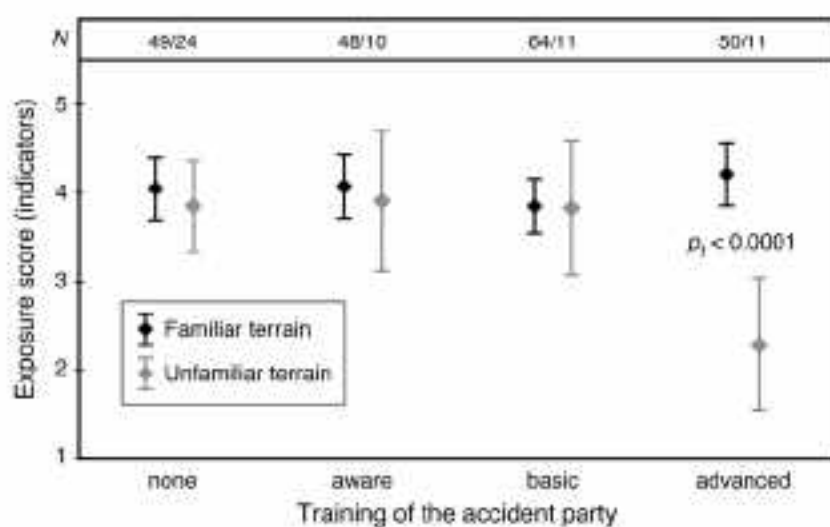 N 49/24 48/10 64/11 50/11
5
4
3
2
1
Exposure score (indicators)
p_t < 0.0001
Familiar terrain
Unfamiliar terrain
none aware basic advanced
Training of the accident party